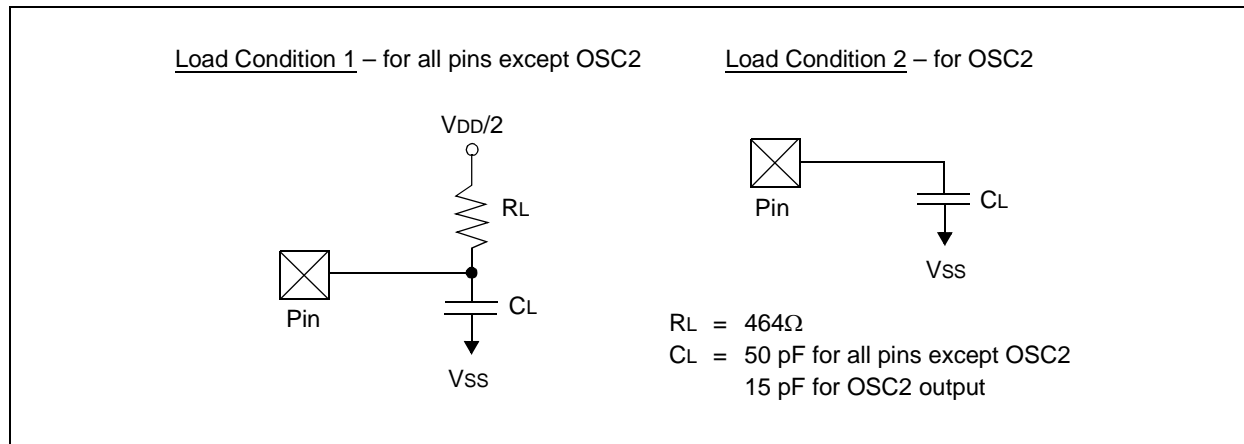 Load Condition 1 – for all pins except OSC2
VDD/2
RL
Pin
CL
VSS
Load Condition 2 – for OSC2
Pin
CL
VSS
RL = 464Ω
CL = 50 pF for all pins except OSC2
15 pF for OSC2 output